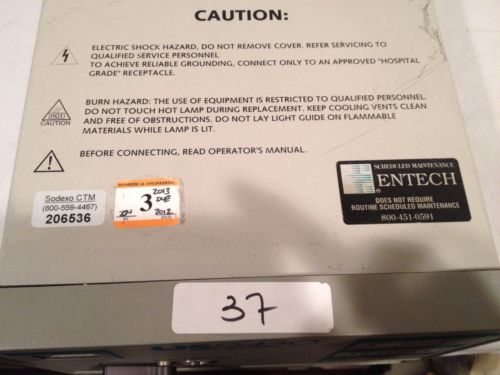 CAUTION:
ELECTRIC SHOCK HAZARD, DO NOT REMOVE COVER. REFER SERVICING TO
QUALIFIED SERVICE PERSONNEL
TO ACHIEVE RELIABLE GROUNDING, CONNECT ONLY TO AN APPROVED "HOSPITAL
GRADE" RECEPTACLE.
HOT
CAUTION
BURN HAZARD: THE USE OF EQUIPMENT IS RESTRICTED TO QUALIFIED PERSONNEL.
DO NOT TOUCH HOT LAMP DURING REPLACEMENT. KEEP COOLING VENTS CLEAN
AND FREE OF OBSTRUCTIONS. DO NOT LAY LIGHT GUIDE ON FLAMMABLE
MATERIALS WHILE LAMP IS LIT.
BEFORE CONNECTING, READ OPERATOR'S MANUAL.
Sodexo CTM
(800-559-4467)
206536
BIOMEDICAL ENGINEERING
2013
3 DUE
2012
SCHEDULED MAINTENANCE
ENTECH
DOES NOT REQUIRE
ROUTINE SCHEDULED MAINTENANCE
800-451-0591
37